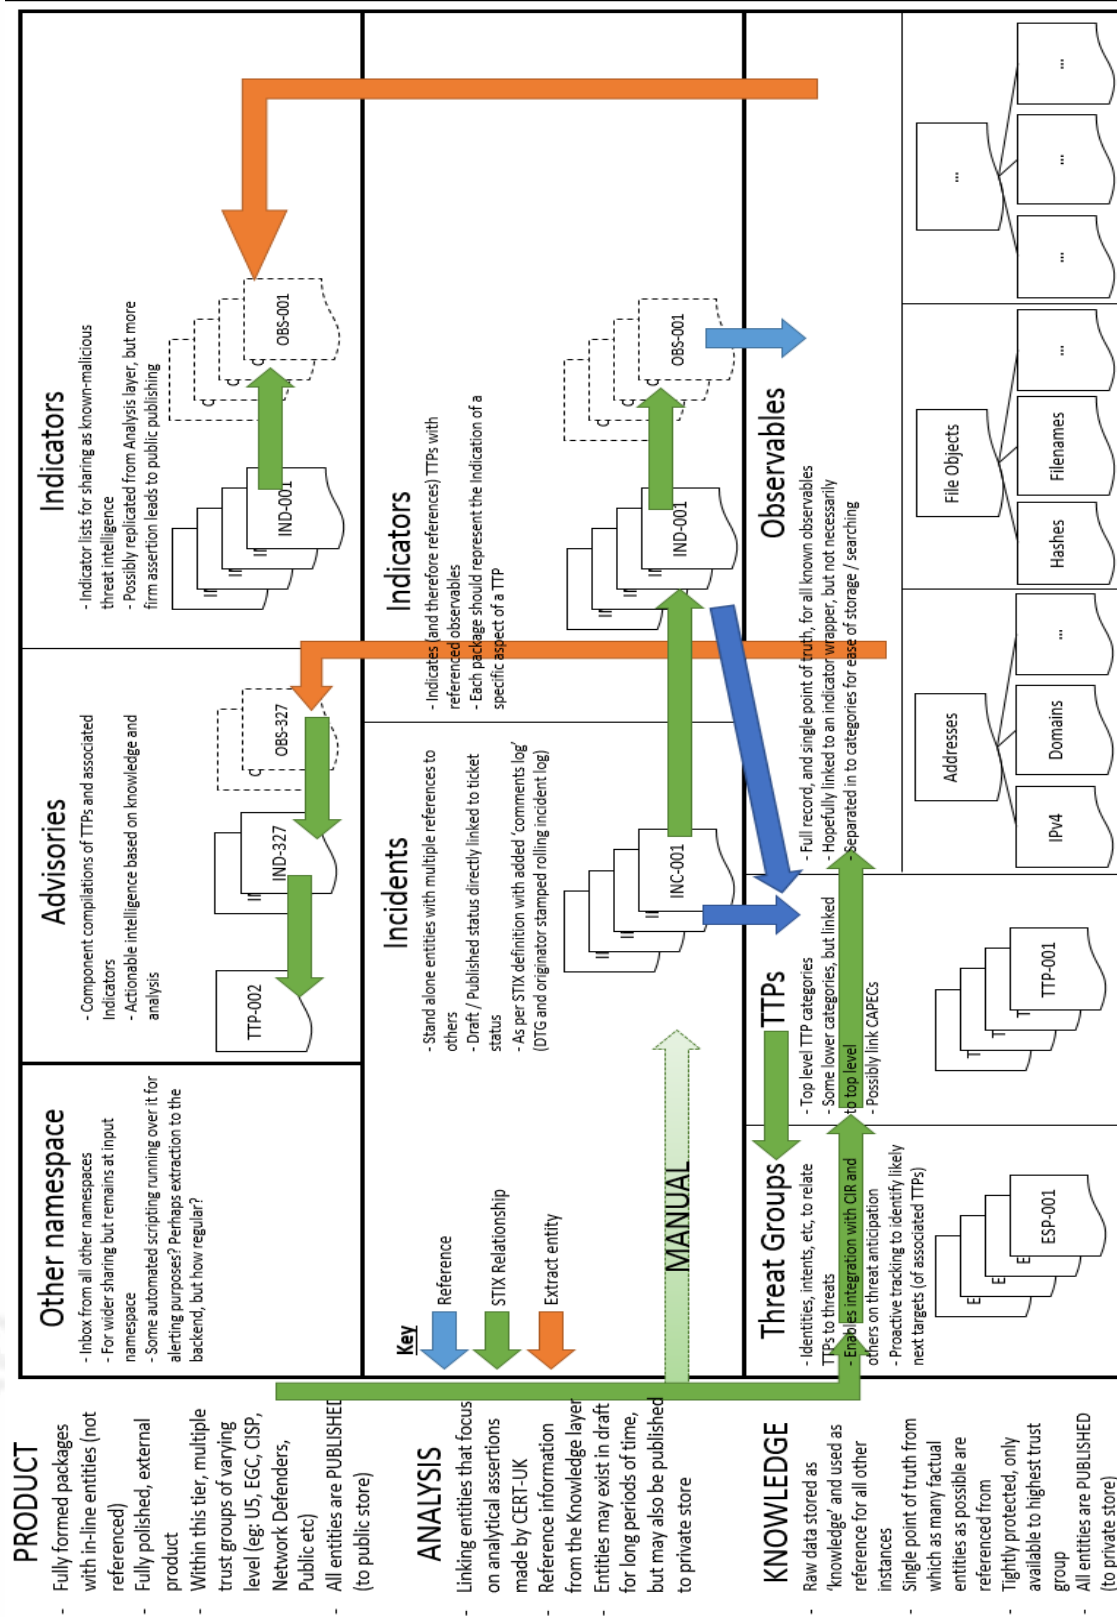 PRODUCT
- Fully formed packages
with in-line entities (not
referenced)
- Fully polished, external
product
- Within this tier, multiple
trust groups of varying
level (eg: U5, EGC, CISP,
Network Defenders,
Public etc)
- All entities are PUBLISHED
(to public store)
Other namespace
- Inbox from all other namespaces
- For wider sharing but remains at input
namespace
- Some automated scripting running over it for
alerting purposes? Perhaps extraction to the
backend, but how regular?
Advisories
- Component compilations of TTPs and associated
Indicators
- Actionable intelligence based on knowledge and
analysis
TTP-002
IND-327
OBS-327
Indicators
- Indicator lists for sharing as known-malicious
threat intelligence
- Possibly replicated from Analysis layer, but more
firm assertion leads to public publishing
IND-001
OBS-001
ANALYSIS
- Linking entities that focus
on analytical assertions
made by CERT-UK
- Reference information
from the Knowledge layer
- Entities may exist in draft
for long periods of time,
but may also be published
to private store
Key
Reference
STIX Relationship
Extract entity
MANUAL
Incidents
- Stand alone entities with multiple references to
others
- Draft / Published status directly linked to ticket
status
- As per STIX definition with added ‘comments log’
(DTG and originator stamped rolling incident log)
INC-001
Indicators
- Indicates (and therefore references) TTPs with
referenced observables
- Each package should represent the Indication of a
specific aspect of a TTP
IND-001
OBS-001
KNOWLEDGE
- Raw data stored as
‘knowledge’ and used as
reference for all other
instances
- Single point of truth from
which as many factual
entities as possible are
referenced from
- Tightly protected, only
available to highest trust
group
- All entities are PUBLISHED
(to private store)
Threat Groups
- Identities, intents, etc, to relate
TTPs to threats
- Enables integration with CIR and
others on threat anticipation
- Proactive tracking to identify likely
next targets (of associated TTPs)
ESP-001
TTPs
- Top level TTP categories
- Some lower categories, but linked
to top level
- Possibly link CAPECs
TTP-001
Observables
- Full record, and single point of truth, for all known observables
- Hopefully linked to an indicator wrapper, but not necessarily
- Separated in to categories for ease of storage / searching
Addresses
IPv4
Domains
...
File Objects
Hashes
Filenames
...
...
...
...
...